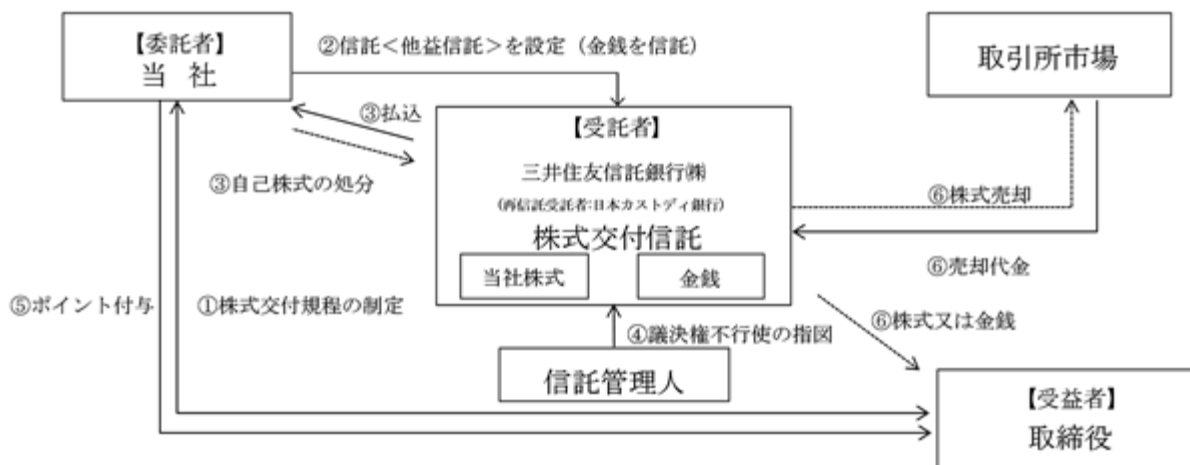 【委託者】
当 社
②信託<他益信託>を設定(金銭を信託)
取引所市場
③払込
③自己株式の処分
【受託者】
三井住友信託銀行㈱
(再信託受託者:日本カストディ銀行)
株式交付信託
当社株式
金銭
⑥株式売却
⑥売却代金
⑤ポイント付与
①株式交付規程の制定
④議決権不行使の指図
⑥株式又は金銭
信託管理人
【受益者】
取締役